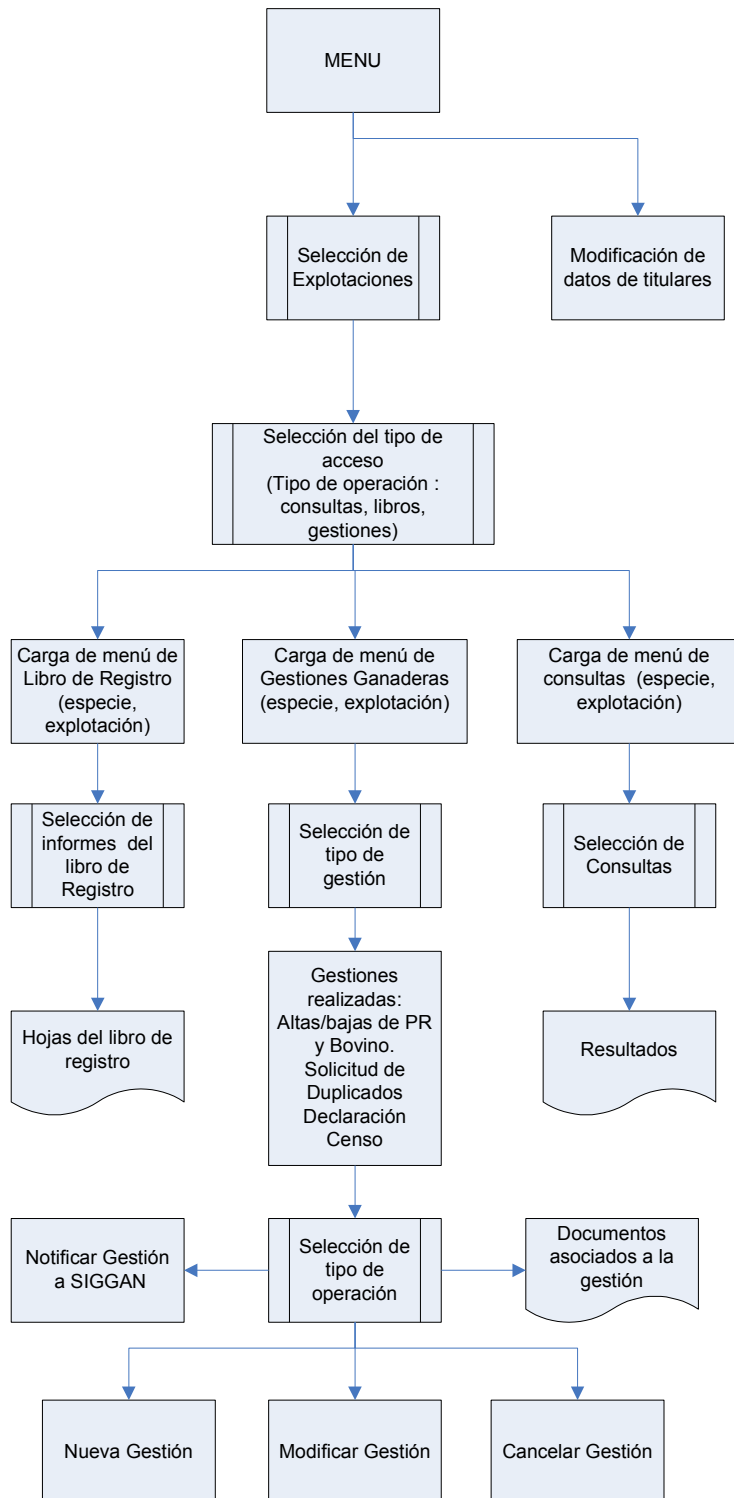 MENU
Selección de
Explotaciones
Modificación de
datos de titulares
Selección del tipo de
acceso
(Tipo de operación :
consultas, libros,
gestiones)
Carga de menú de
Libro de Registro
(especie,
explotación)
Carga de menú de
Gestiones Ganaderas
(especie, explotación)
Carga de menú de
consultas (especie,
explotación)
Selección de
informes del
libro de
Registro
Selección de
tipo de
gestión
Selección de
Consultas
Hojas del libro de
registro
Gestiones
realizadas:
Altas/bajas de PR
y Bovino.
Solicitud de
Duplicados
Declaración
Censo
Resultados
Notificar Gestión
a SIGGAN
Selección de
tipo de
operación
Documentos
asociados a la
gestión
Nueva Gestión
Modificar Gestión
Cancelar Gestión